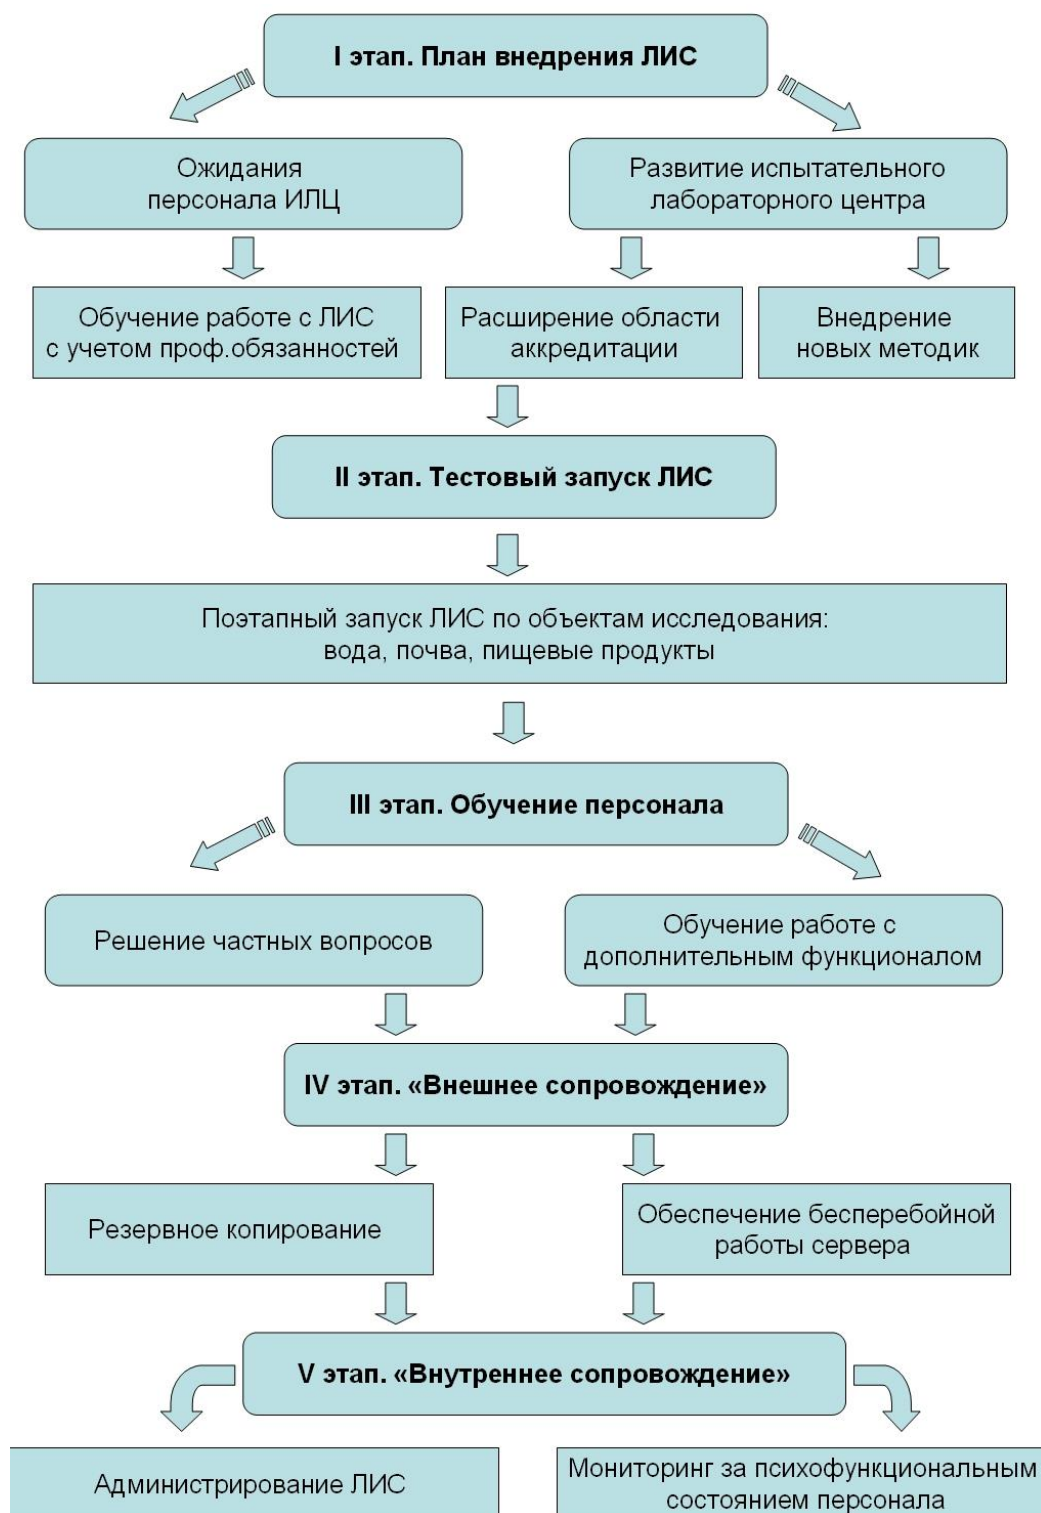 I этап. План внедрения ЛИС
Ожидания
персонала ИЛЦ
Развитие испытательного
лабораторного центра
Обучение работе с ЛИС
с учетом проф.обязанностей
Расширение области
аккредитации
Внедрение
новых методик
II этап. Тестовый запуск ЛИС
Поэтапный запуск ЛИС по объектам исследования:
вода, почва, пищевые продукты
III этап. Обучение персонала
Решение частных вопросов
Обучение работе с
дополнительным функционалом
IV этап. «Внешнее сопровождение»
Резервное копирование
Обеспечение бесперебойной
работы сервера
V этап. «Внутреннее сопровождение»
Администрирование ЛИС
Мониторинг за психофункциональным
состоянием персонала